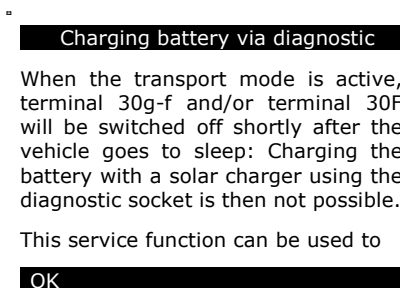 Charging battery via diagnostic
When the transport mode is active,
terminal 30g-f and/or terminal 30F
will be switched off shortly after the
vehicle goes to sleep: Charging the
battery with a solar charger using the
diagnostic socket is then not possible.
This service function can be used to
OK